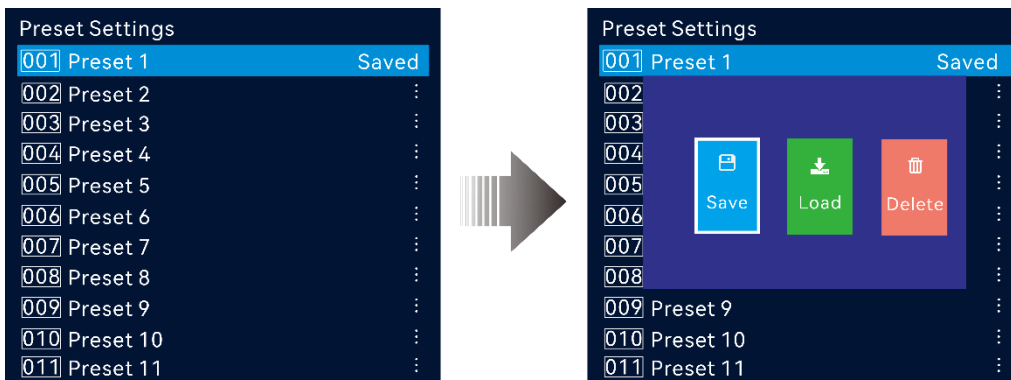 Preset Settings
001 Preset 1 Saved
002 Preset 2
003 Preset 3
004 Preset 4
005 Preset 5
006 Preset 6
007 Preset 7
008 Preset 8
009 Preset 9
010 Preset 10
011 Preset 11
Preset Settings
001 Preset 1 Saved
002
003
004
005
006
007
008
Save Load Delete
009 Preset 9
010 Preset 10
011 Preset 11